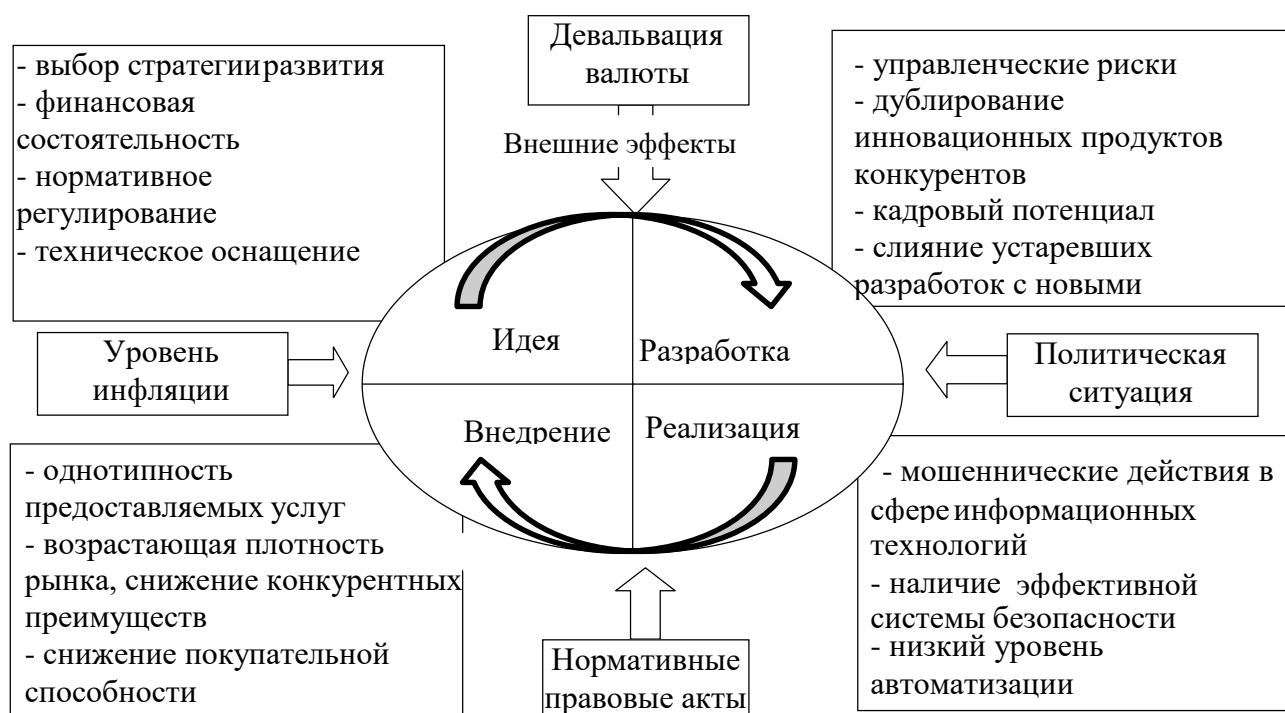 Девальвация
валюты
Внешние эффекты
- выбор стратегии развития
- финансовая
состоятельность
- нормативное
регулирование
- техническое оснащение
- управленческие риски
- дублирование
инновационных продуктов
конкурентов
- кадровый потенциал
- слияние устаревших
разработок с новыми
Уровень
инфляции
Идея
Разработка
Политическая
ситуация
Внедрение
Реализация
- однотипность
предоставляемых услуг
- возрастающая плотность
рынка, снижение конкурентных
преимуществ
- снижение покупательной
способности
- мошеннические действия в
сфере информационных
технологий
- наличие эффективной
системы безопасности
- низкий уровень
автоматизации
Нормативные
правовые акты